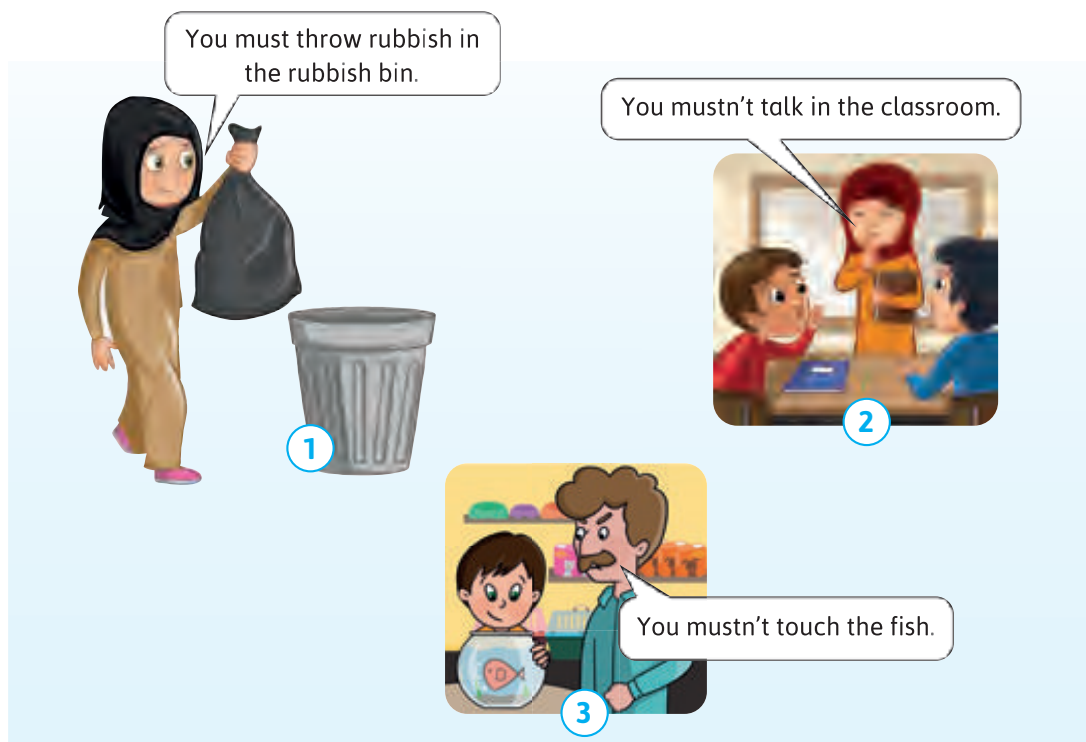 You must throw rubbish in
the rubbish bin.
You mustn't talk in the classroom.
1
2
You mustn't touch the fish.
3